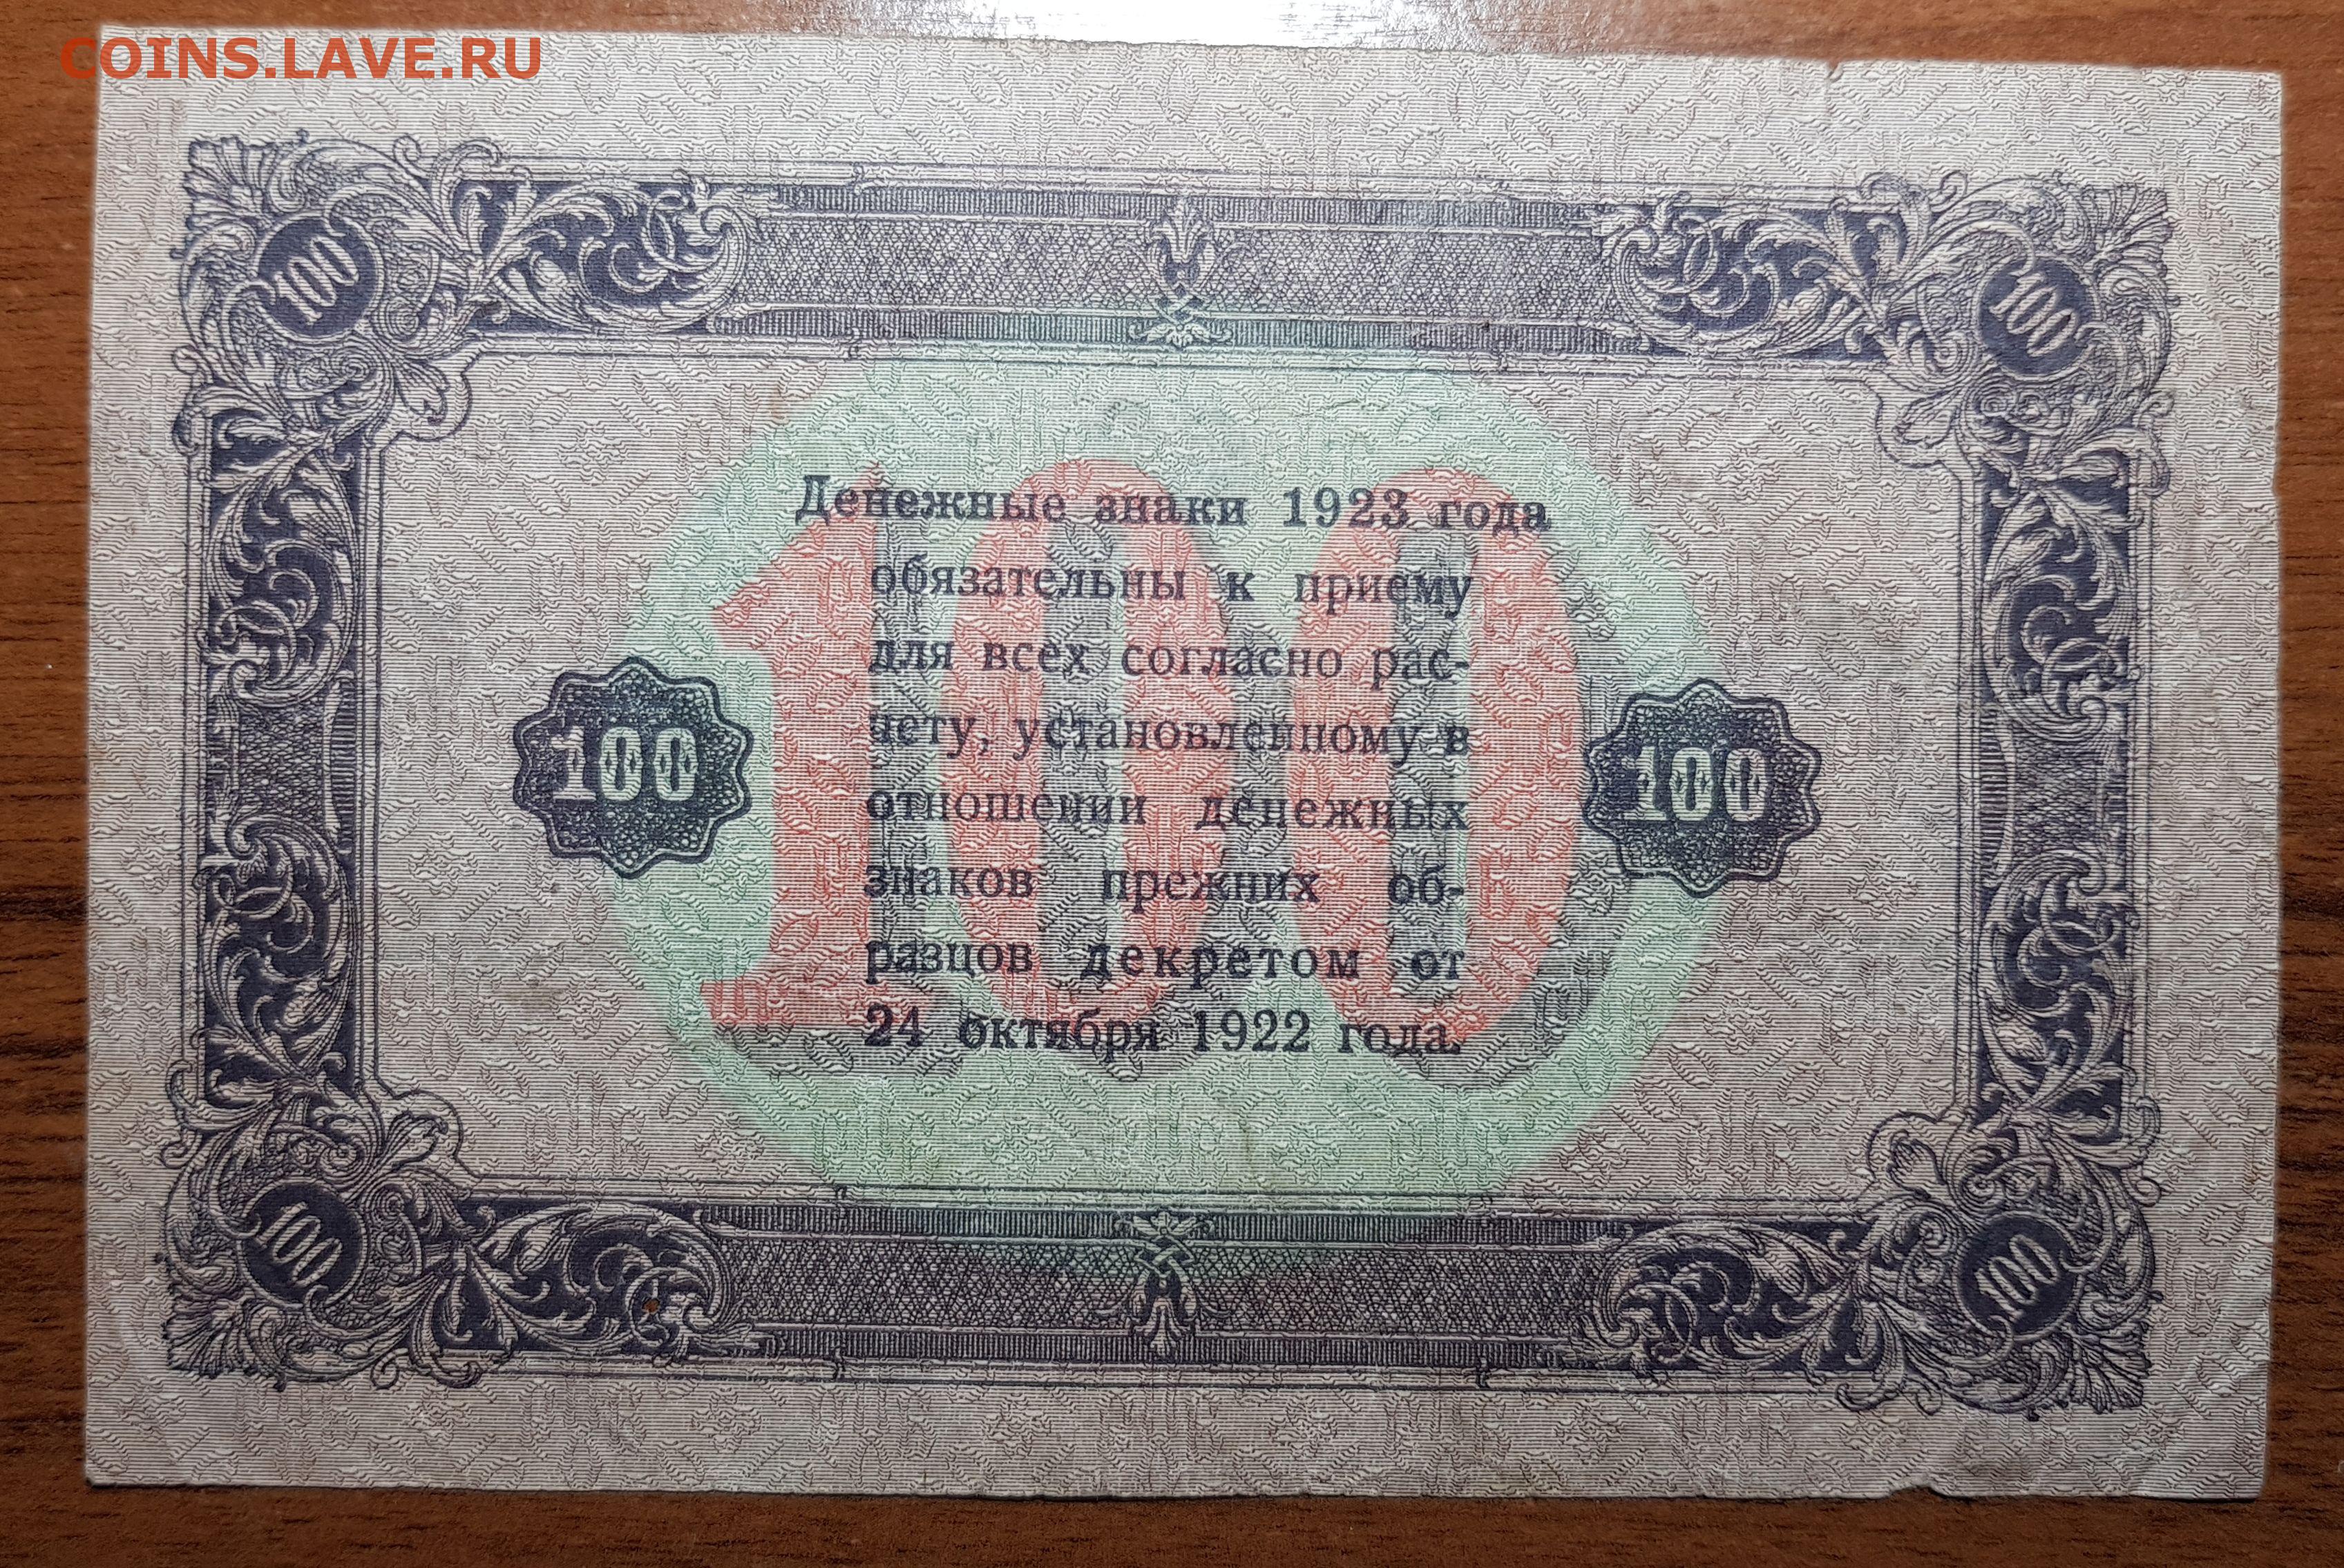 COINS.LAVE.RU
100
100
Денежные знаки 1923 года
обязательны к приему
для всех согласно рас-
чету, установленному в
отношении денежных
знаков прежних об-
разцов декретом от
24 октября 1922 года.
100
100
100
100
100